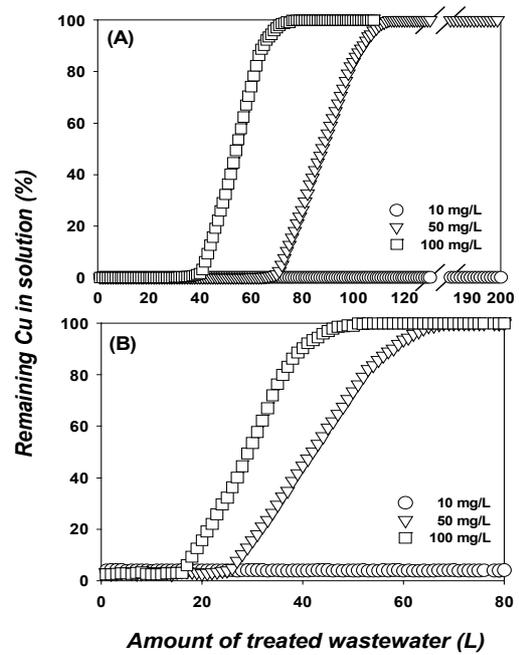 Remaining Cu in solution (%)
(A)
100
80
60
40
20
0
10 mg/L
50 mg/L
100 mg/L
0 20 40 60 80 100 120 190 200
(B)
100
80
60
40
20
0
10 mg/L
50 mg/L
100 mg/L
0 20 40 60 80
Amount of treated wastewater (L)